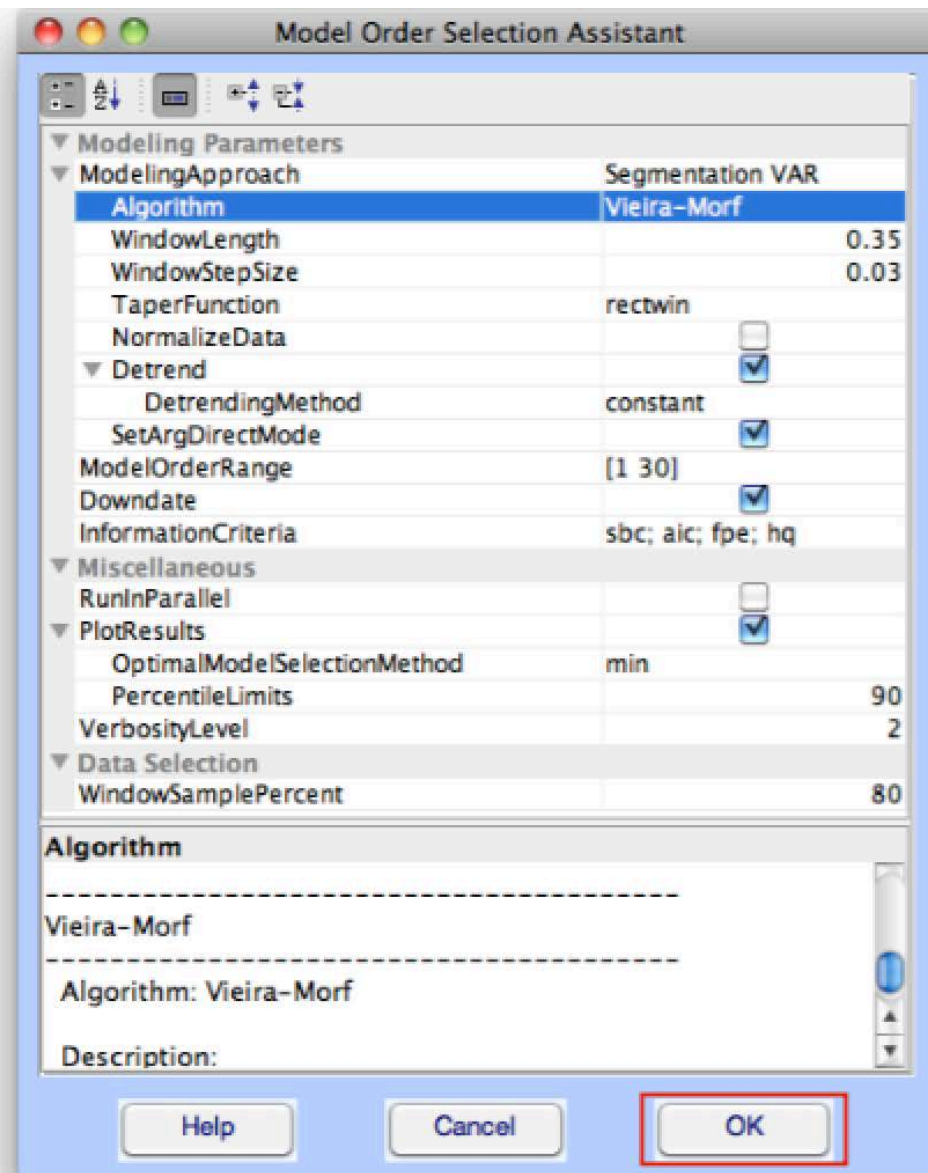 Model Order Selection Assistant
Modeling Parameters
ModelingApproach Segmentation VAR
Algorithm Vieira-Morf
WindowLength 0.35
WindowStepSize 0.03
TaperFunction rectwin
NormalizeData
Detrend
DetrendingMethod constant
SetArgDirectMode
ModelOrderRange [1 30]
Downdate
InformationCriteria sbc; aic; fpe; hq
Miscellaneous
RunInParallel
PlotResults
OptimalModelSelectionMethod min
PercentileLimits 90
VerbosityLevel 2
Data Selection
WindowSamplePercent 80
Algorithm
----------------------------------------
Vieira-Morf
----------------------------------------
Algorithm: Vieira-Morf
Description:
Help Cancel OK